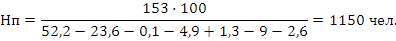 Нп = 153 · 100 / 52,2 − 23,6 − 0,1 − 4,9 + 1,3 − 9 − 2,6 = 1150 чел.